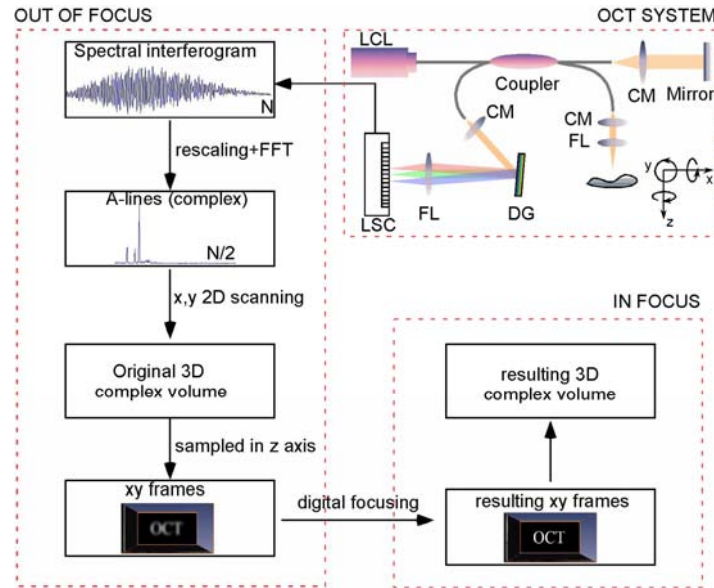 OUT OF FOCUS
Spectral interferogram
N
rescaling+FFT
A-lines (complex)
N/2
x,y 2D scanning
Original 3D
complex volume
sampled in z axis
xy frames
OCT
digital focusing
OCT SYSTEM
LCL
Coupler
CM
Mirror
CM
CM
FL
LSC
FL
DG
y
x
z
IN FOCUS
resulting 3D
complex volume
resulting xy frames
OCT